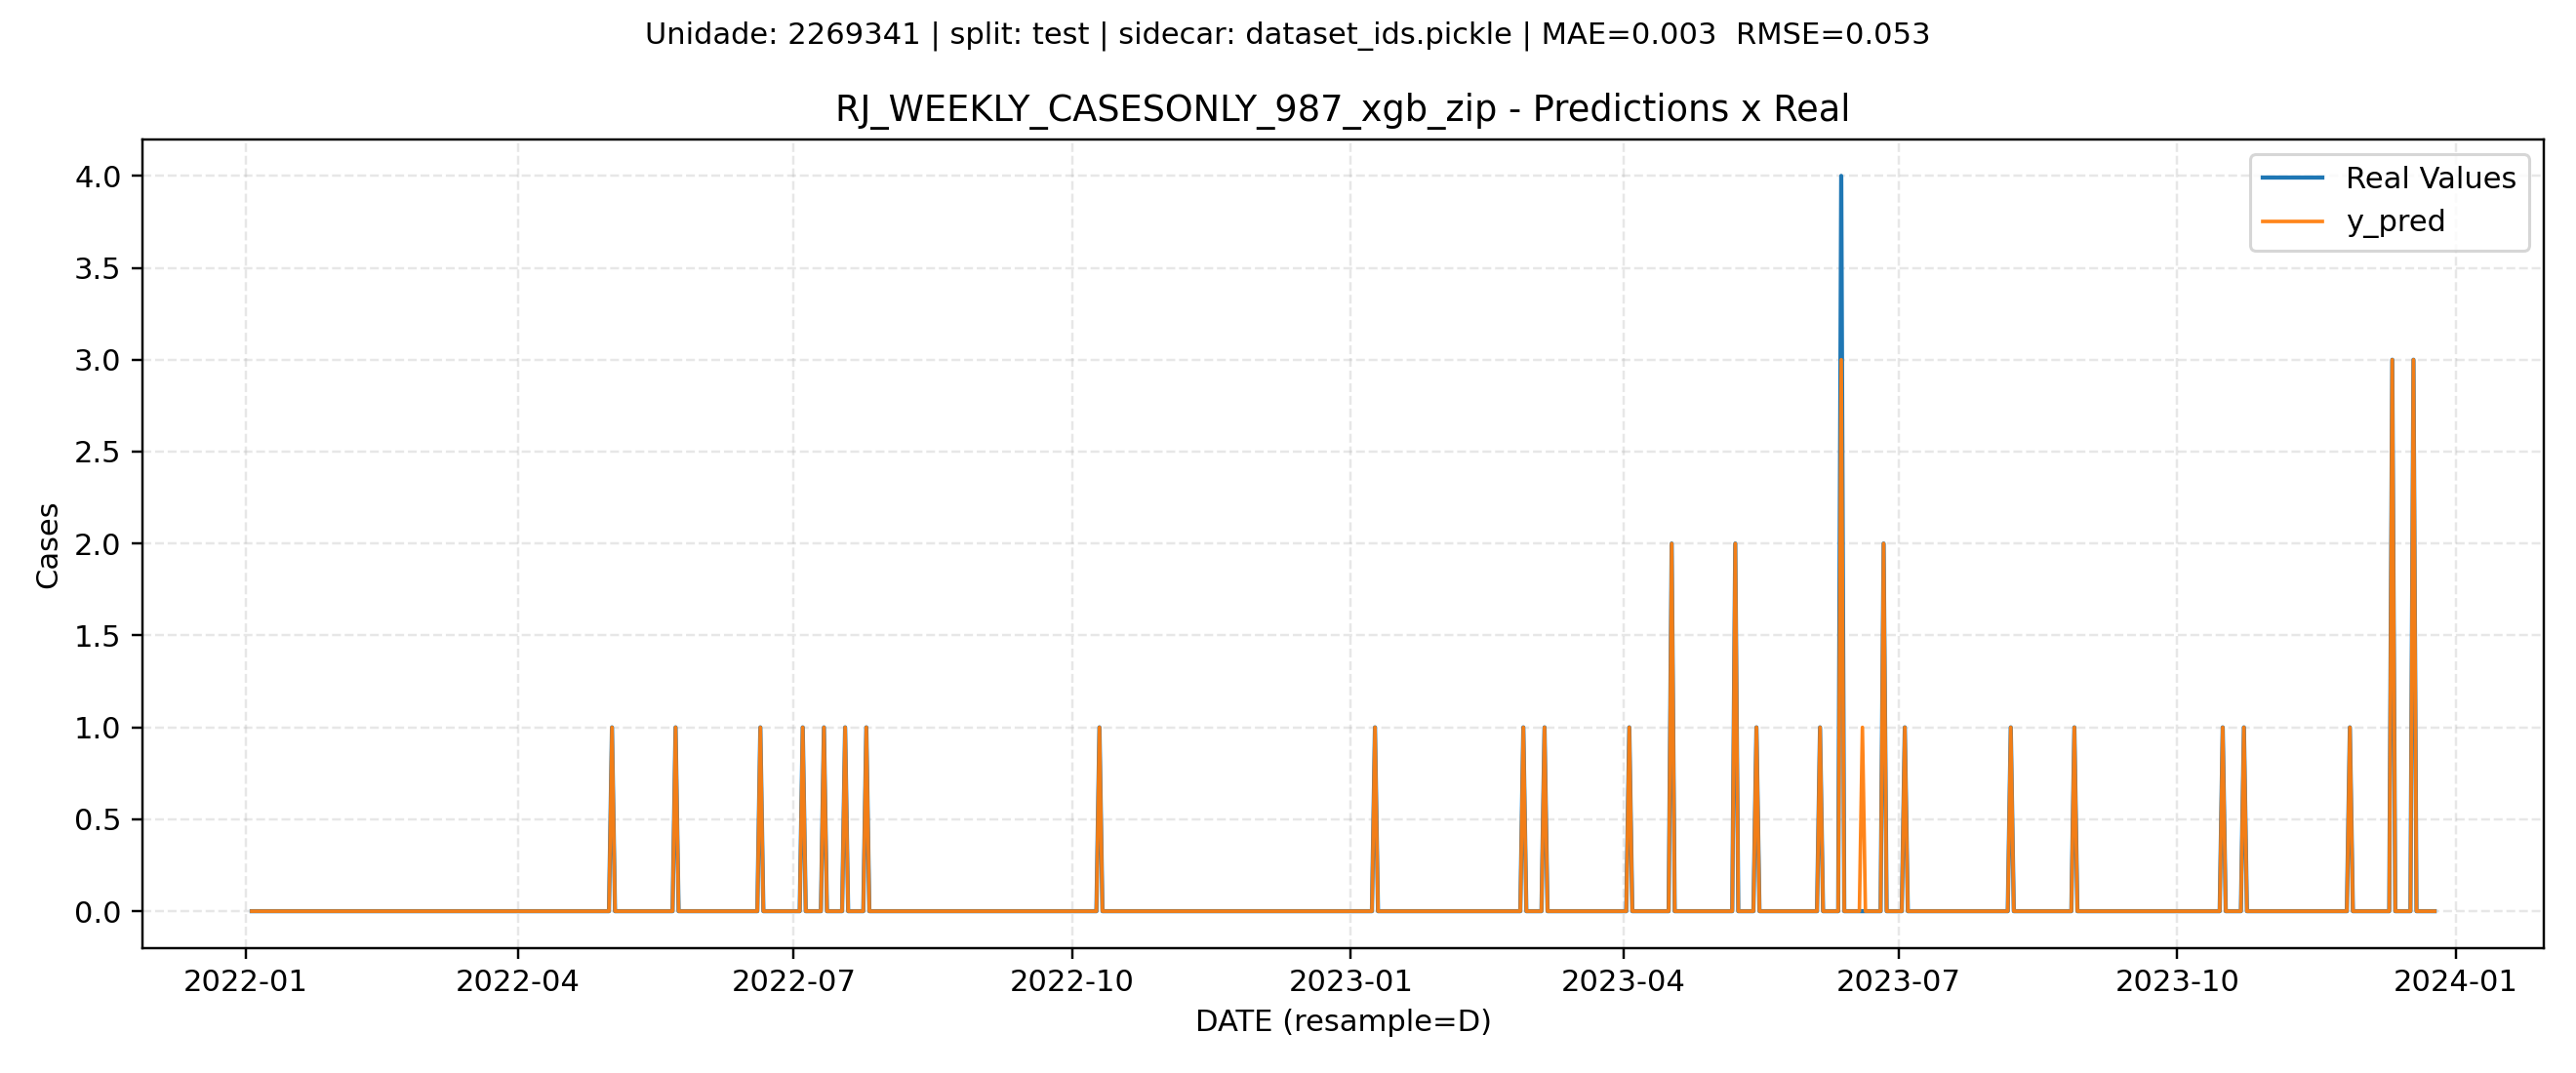 Unidade: 2269341 | split: test | sidecar: dataset_ids.pickle | MAE=0.003  RMSE=0.053
RJ_WEEKLY_CASESONLY_987_xgb_zip - Predictions x Real
Real Values
y_pred
4.0
3.5
3.0
2.5
2.0
1.5
1.0
0.5
0.0
Cases
2022-01 2022-04 2022-07 2022-10 2023-01 2023-04 2023-07 2023-10 2024-01
DATE (resample=D)